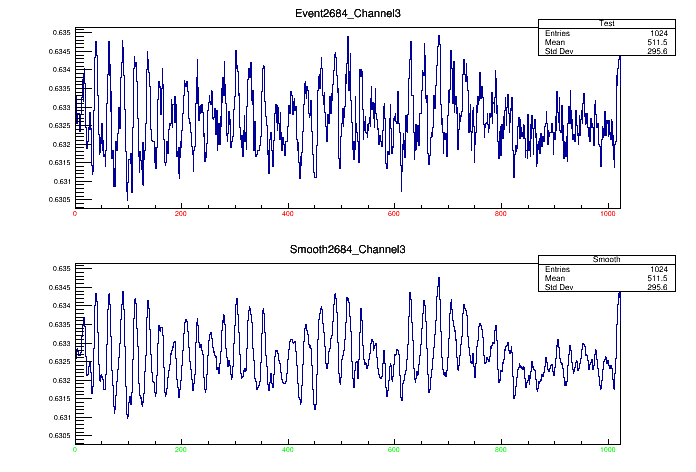 Event2684_Channel3
Test
Entries 1024
Mean 511.5
Std Dev 295.6
0.635
0.6345
0.634
0.6335
0.633
0.6325
0.632
0.6315
0.631
0.6305
0 200 400 600 800 1000
Smooth2684_Channel3
Smooth
Entries 1024
Mean 511.5
Std Dev 295.6
0.635
0.6345
0.634
0.6335
0.633
0.6325
0.632
0.6315
0.631
0.6305
0 200 400 600 800 1000